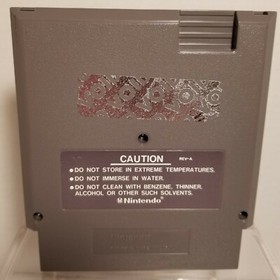 CAUTION REV-A
•DO NOT STORE IN EXTREME TEMPERATURES.
•DO NOT IMMERSE IN WATER.
•DO NOT CLEAN WITH BENZENE, THINNER,
ALCOHOL OR OTHER SUCH SOLVENTS.
Nintendo®